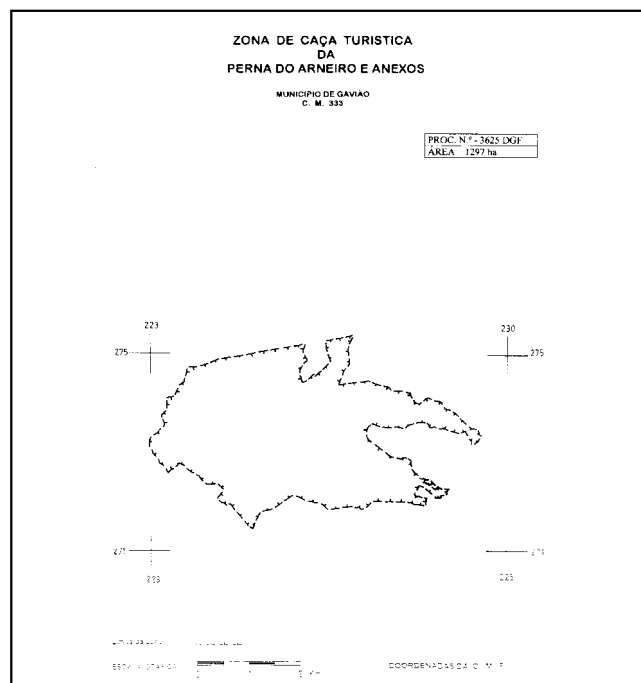 ZONA DE CAÇA TURISTICA
DA
PERNA DO ARNEIRO E ANEXOS
MUNICIPIO DE GAVIÃO
C. M. 333
PROC. N.º - 3625 DGF
ÁREA 1297 ha
223
230
275
275
271
223
COORDENADAS DA C M P